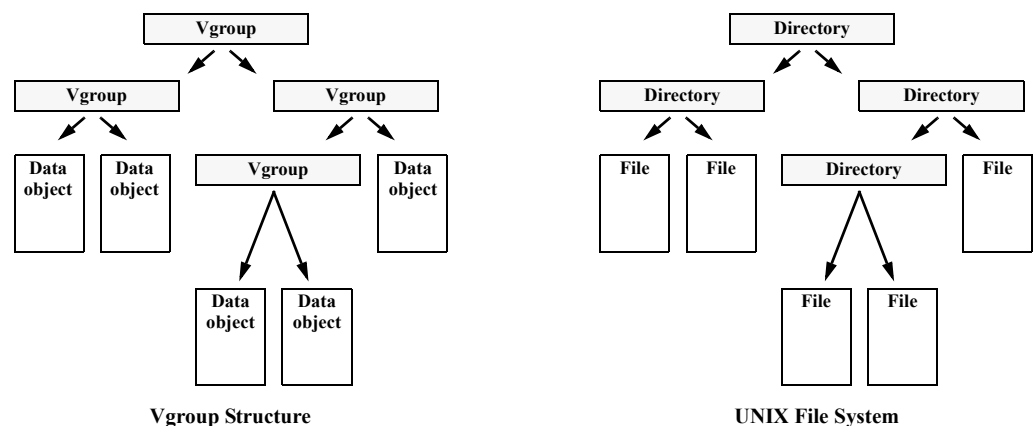 Vgroup
Directory
Vgroup
Vgroup
Directory
Directory
Data
object
Data
object
Vgroup
Data
object
File
File
Directory
File
Data
object
Data
object
File
File
Vgroup Structure
UNIX File System